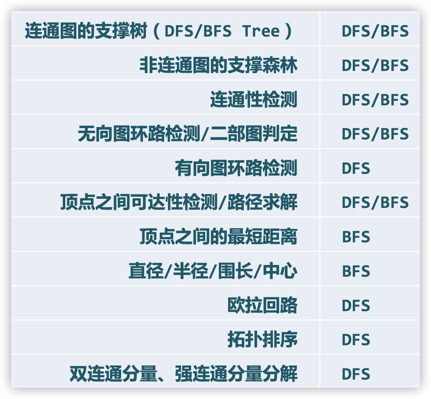 连通图的支撑树（DFS/BFS Tree） DFS/BFS
非连通图的支撑森林 DFS/BFS
连通性检测 DFS/BFS
无向图环路检测/二部图判定 DFS/BFS
有向图环路检测 DFS
顶点之间可达性检测/路径求解 DFS/BFS
顶点之间的最短距离 BFS
直径/半径/围长/中心 BFS
欧拉回路 DFS
拓扑排序 DFS
双连通分量、强连通分量分解 DFS